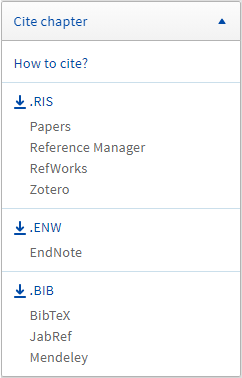 Cite chapter
How to cite?
.RIS
Papers
Reference Manager
RefWorks
Zotero
.ENW
EndNote
.BIB
BibTeX
JabRef
Mendeley